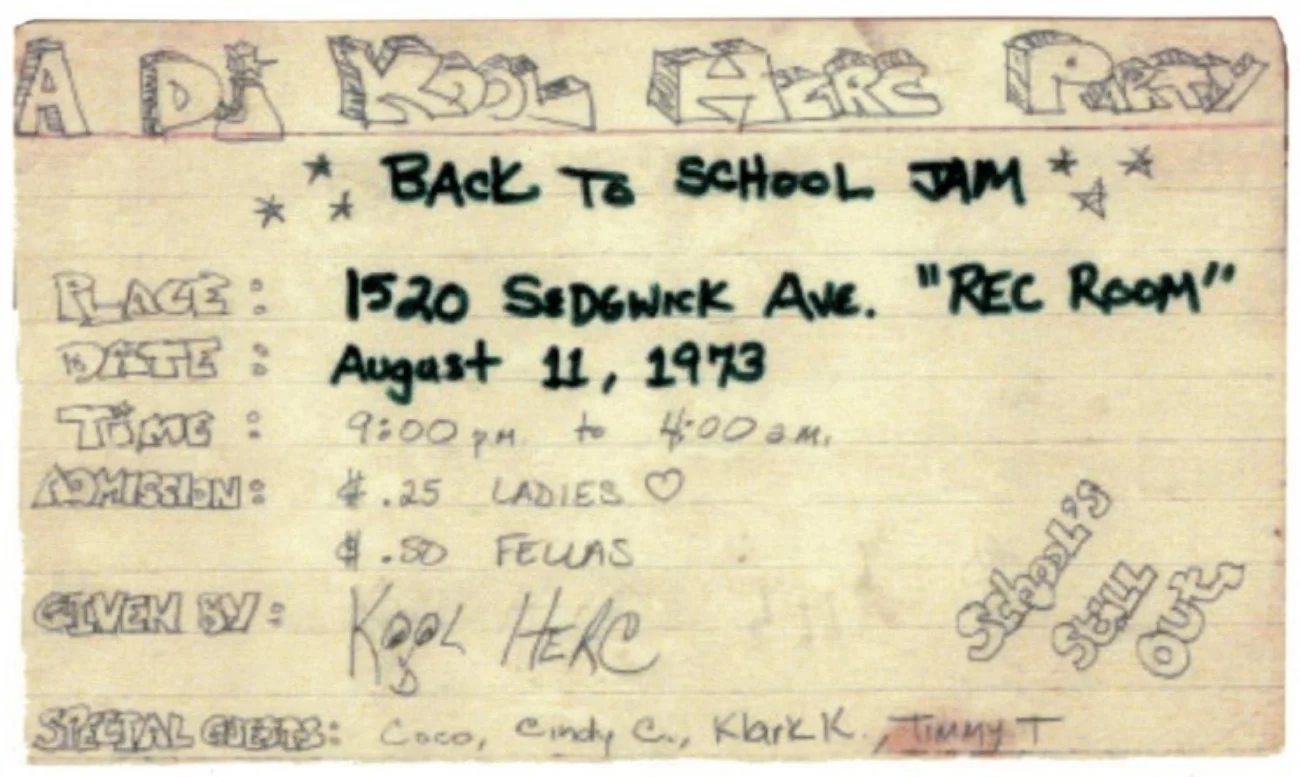 A Dj KOOL HERC PARTY
BACK TO SCHOOL JAM
PLACE: 1520 SEDGWICK AVE. "REC ROOM"
DATE: August 11, 1973
TIME: 9:00 pm to 4:00 am.
ADMISSION: $.25 LADIES ♡
$.50 FELLAS
GIVEN BY: KOOL HERC
SPECIAL GUESTS: Coco, Cindy C., Klark K., TIMMY T
School's
Still
Out